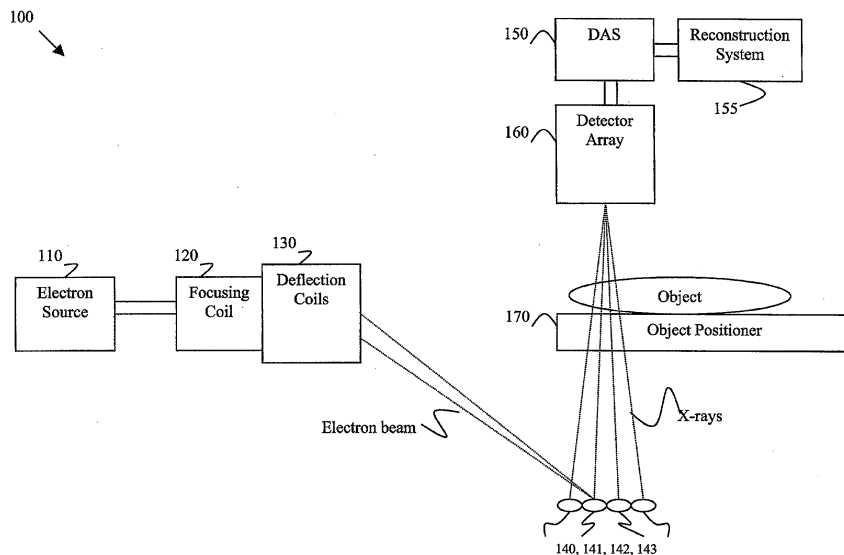 100
150
DAS
Reconstruction
System
155
160
Detector
Array
110
120
130
Electron
Source
Focusing
Coil
Deflection
Coils
Object
170
Object Positioner
Electron beam
X-rays
140, 141, 142, 143